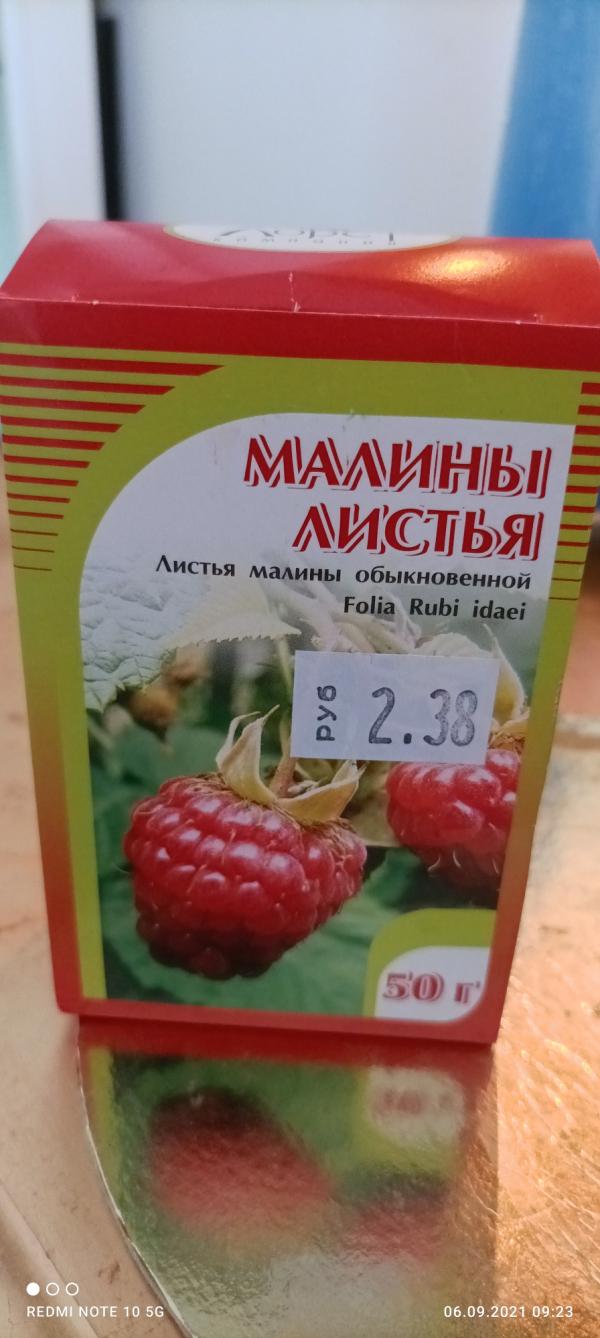 компания
МАЛИНЫ
ЛИСТЬЯ
Листья малины обыкновенной
Folia Rubi idaei
РУБ 2.38
50 г
REDMI NOTE 10 5G
06.09.2021 09:23